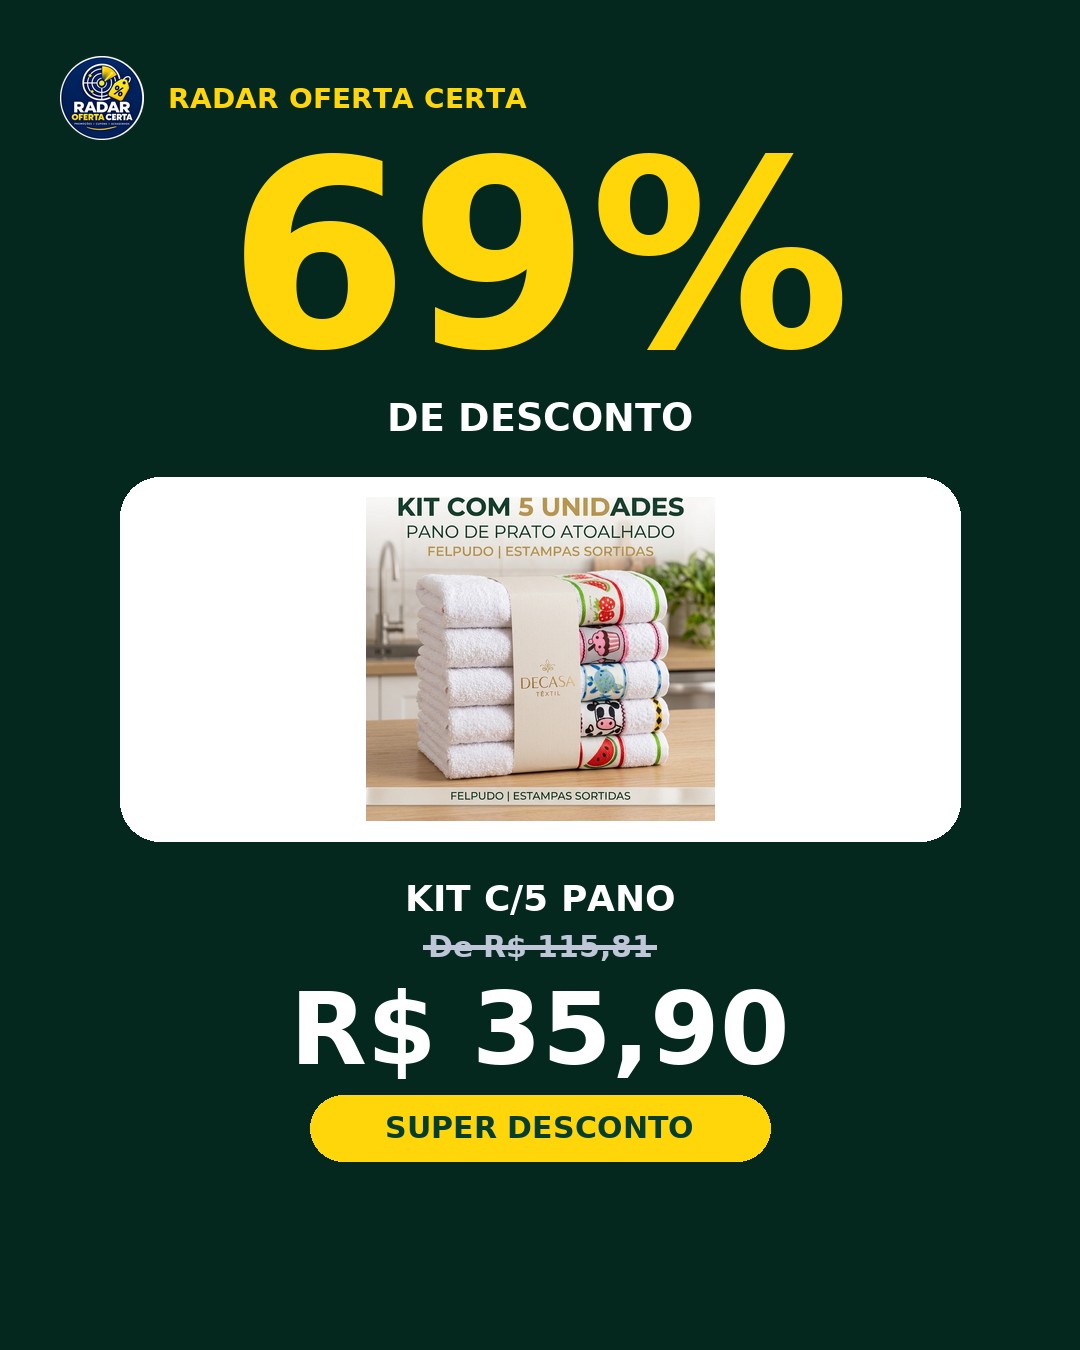 RADAR
OFERTA CERTA
RADAR OFERTA CERTA
69%
DE DESCONTO
KIT COM 5 UNIDADES
PANO DE PRATO ATOALHADO
FELPUDO | ESTAMPAS SORTIDAS
DECASA
TÊXTIL
FELPUDO | ESTAMPAS SORTIDAS
KIT C/5 PANO
De R$ 115,81
R$ 35,90
SUPER DESCONTO